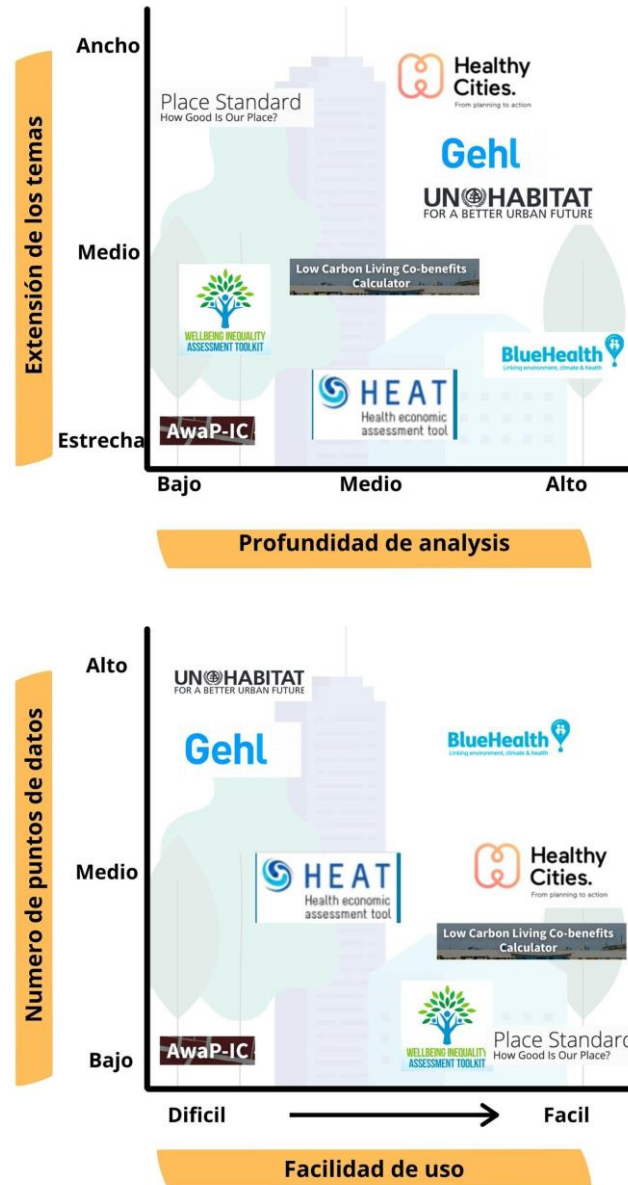 Ancho
Healthy
Cities.
From planning to action
Place Standard
How Good Is Our Place?
Gehl
UN HABITAT
FOR A BETTER URBAN FUTURE
Extensión de los temas
Medio
Low Carbon Living Co-benefits
Calculator
WELLBEING INEQUALITY
ASSESSMENT TOOLKIT
BlueHealth
Linking environment, climate & health
HEAT
Health economic
assessment tool
AwaP-IC
Estrecha
Bajo
Medio
Alto
Profundidad de analysis
Alto
UN HABITAT
FOR A BETTER URBAN FUTURE
Gehl
BlueHealth
Linking environment, climate & health
Numero de puntos de datos
Medio
HEAT
Health economic
assessment tool
Healthy
Cities.
From planning to action
Low Carbon Living Co-benefits
Calculator
WELLBEING INEQUALITY
ASSESSMENT TOOLKIT
Place Standard
How Good Is Our Place?
AwaP-IC
Bajo
Dificil
Facil
Facilidad de uso